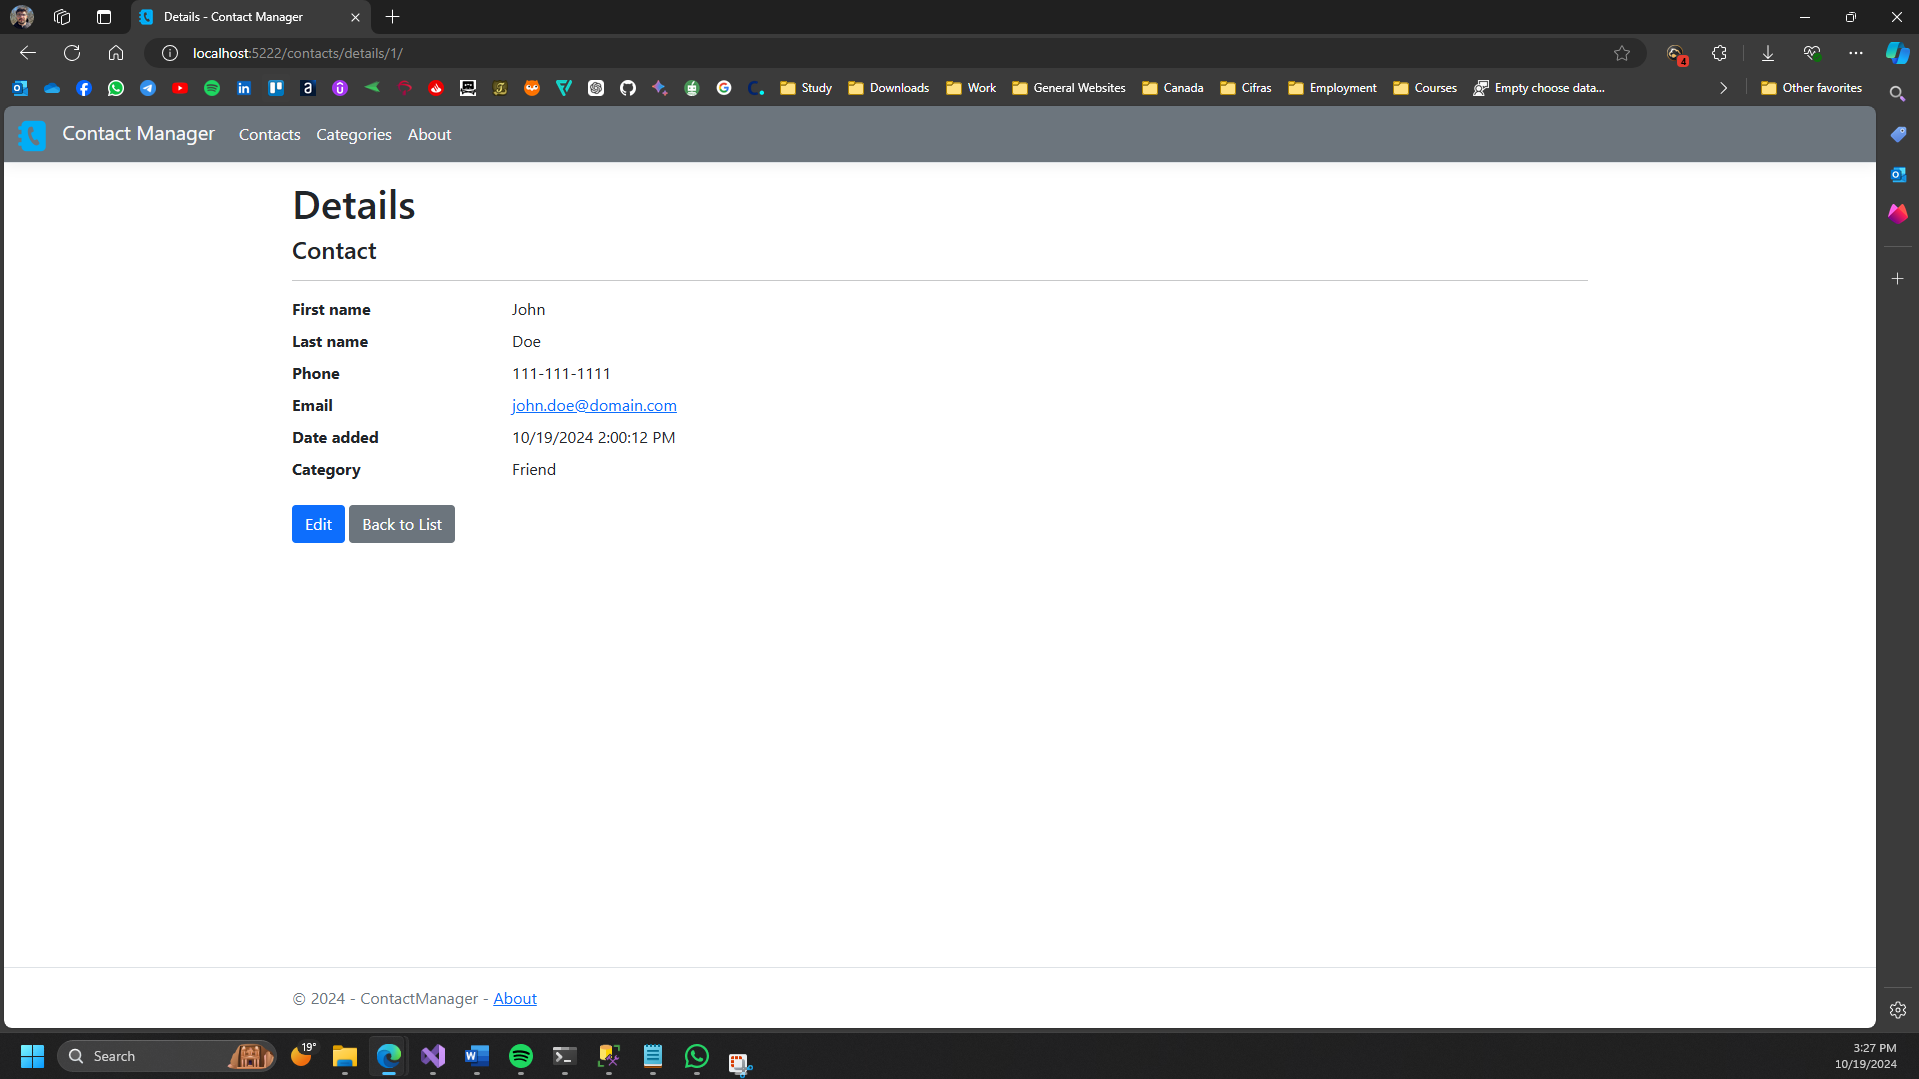 Details - Contact Manager
localhost:5222/contacts/details/1/
4
Study Downloads Work General Websites Canada Cifras Employment Courses Empty choose data... Other favorites
Contact Manager Contacts Categories About
Details
Contact
First name John
Last name Doe
Phone 111-111-1111
Email john.doe@domain.com
Date added 10/19/2024 2:00:12 PM
Category Friend
Edit Back to List
© 2024 - ContactManager - About
Search
19°
3:27 PM
10/19/2024